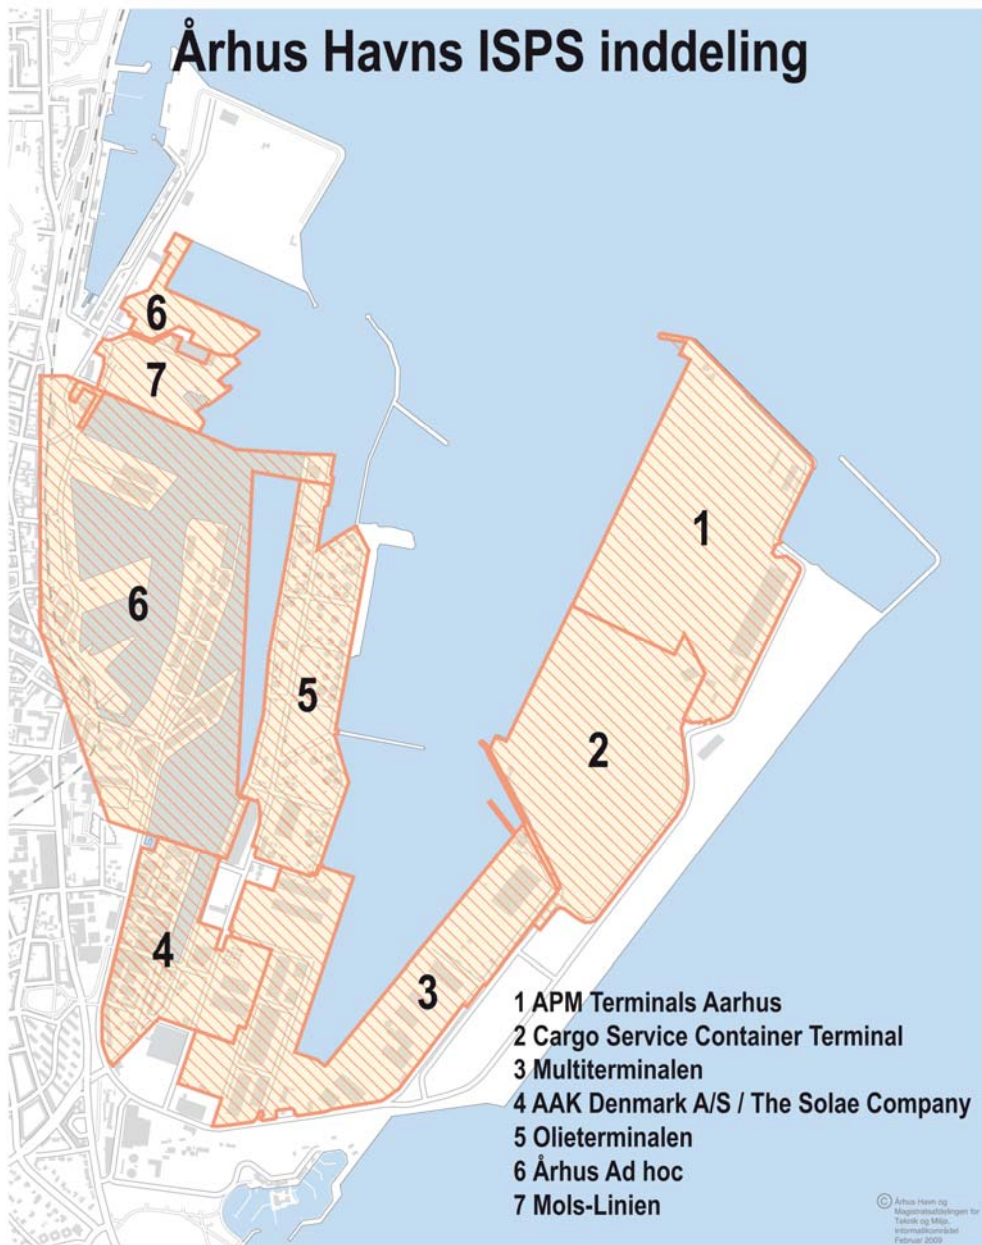 Århus Havns ISPS inddeling
6
7
1
6
5
2
4
3
1 APM Terminals Aarhus
2 Cargo Service Container Terminal
3 Multiterminalen
4 AAK Denmark A/S / The Solae Company
5 Olieterminalen
6 Århus Ad hoc
7 Mols-Linien
© Århus Havn og
Magistratsafdelingen for
Teknik og Miljø,
Informatikområdet
Februar 2009